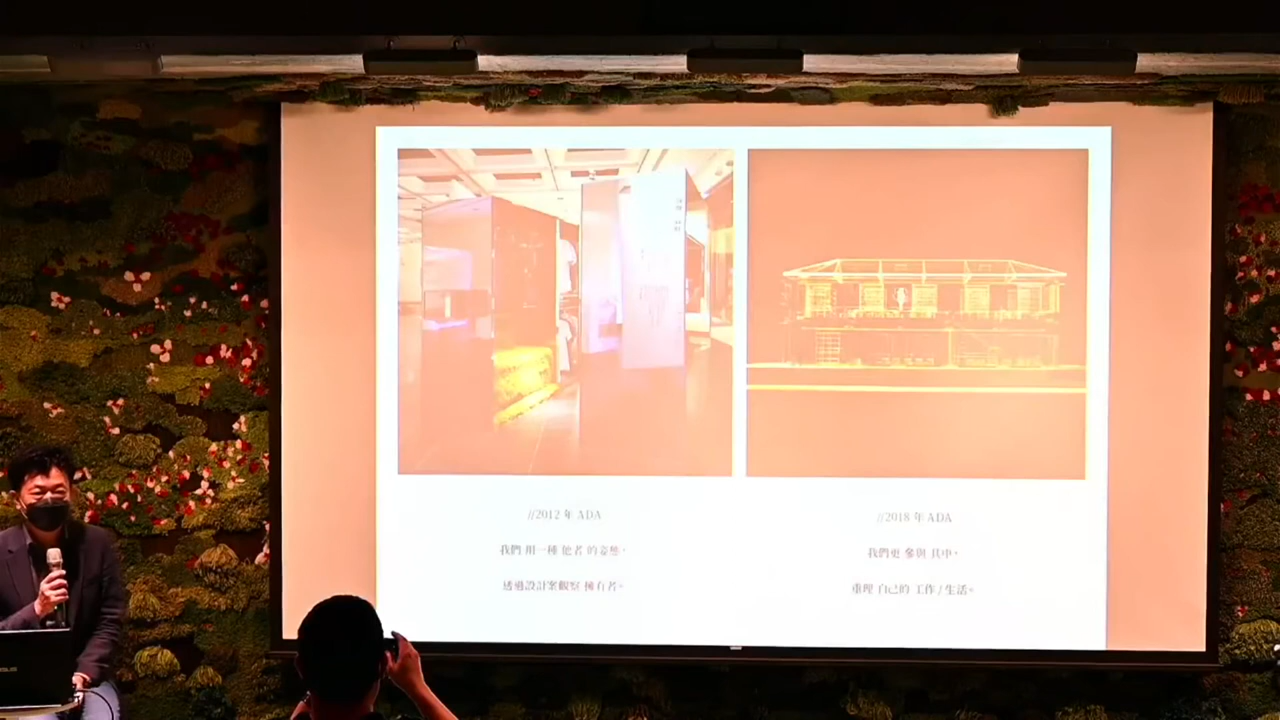 //2012 年 ADA
我們 用一種 他者 的姿態，
透過設計案觀察 擁有者。
//2018 年 ADA
我們更 參與 其中，
重理 自己的 工作 / 生活。